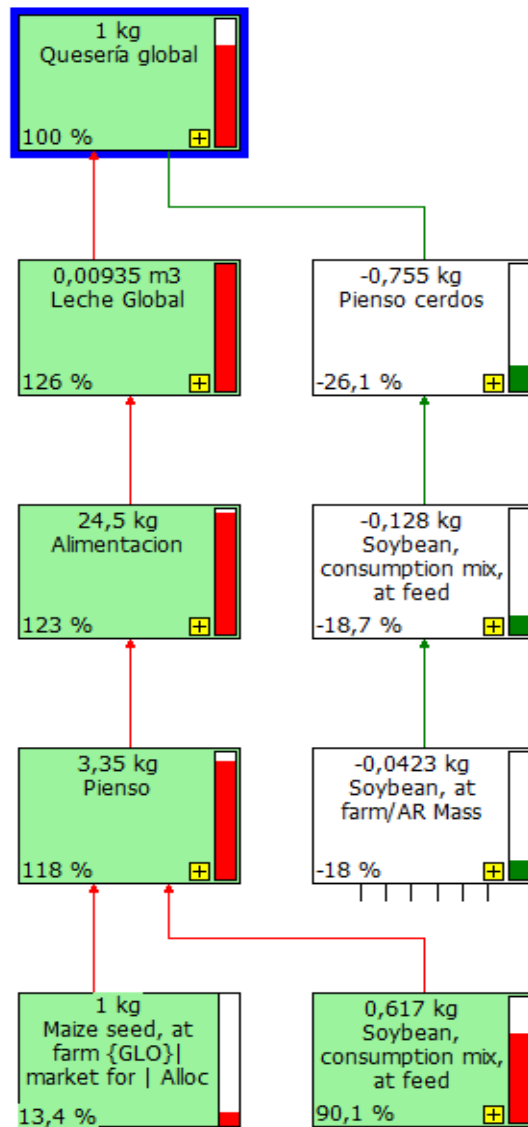 1 kg
Quesería global
100 %
0,00935 m3
Leche Global
126 %
-0,755 kg
Pienso cerdos
-26,1 %
24,5 kg
Alimentacion
123 %
-0,128 kg
Soybean,
consumption mix,
at feed
-18,7 %
3,35 kg
Pienso
118 %
-0,0423 kg
Soybean, at
farm/AR Mass
-18 %
1 kg
Maize seed, at
farm {GLO}|
market for | Alloc
13,4 %
0,617 kg
Soybean,
consumption mix,
at feed
90,1 %